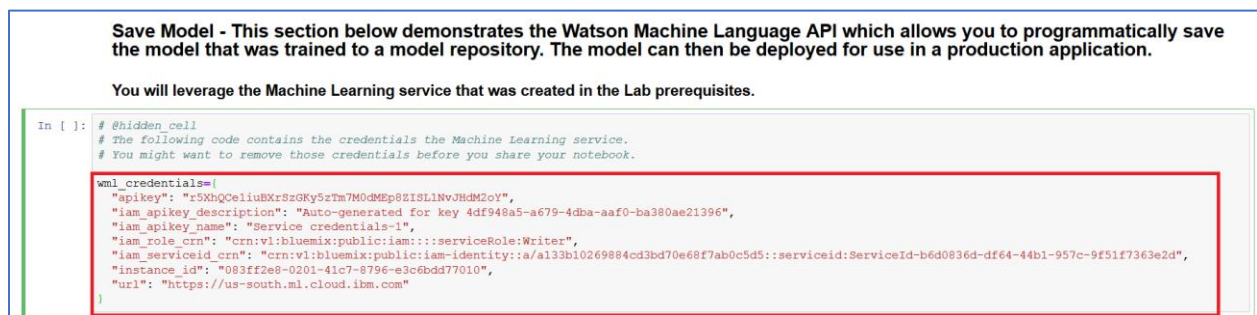 Save Model - This section below demonstrates the Watson Machine Language API which allows you to programmatically save
the model that was trained to a model repository. The model can then be deployed for use in a production application.
You will leverage the Machine Learning service that was created in the Lab prerequisites.
In [ ]: # @hidden_cell
# The following code contains the credentials the Machine Learning service.
# You might want to remove those credentials before you share your notebook.
wml_credentials={
"apikey": "r5XhQCe1iuBXrSzGKy5zTm7M0dMEp8ZISL1NvJHdM2oY",
"iam_apikey_description": "Auto-generated for key 4df948a5-a679-4dba-aaf0-ba380ae21396",
"iam_apikey_name": "Service credentials-1",
"iam_role_crn": "crn:v1:bluemix:public:iam::::serviceRole:Writer",
"iam_serviceid_crn": "crn:v1:bluemix:public:iam-identity::a/a133b10269884cd3bd70e68f7ab0c5d5::serviceid:ServiceId-b6d0836d-df64-44b1-957c-9f51f7363e2d",
"instance_id": "083ff2e8-0201-41c7-8796-e3c6bdd77010",
"url": "https://us-south.ml.cloud.ibm.com"
}